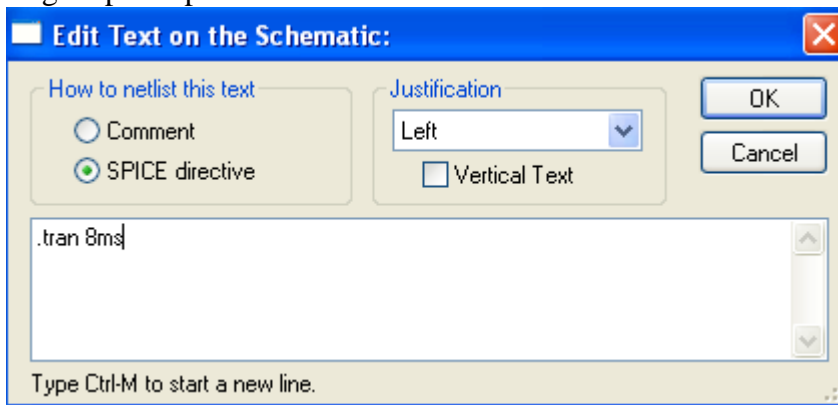 Edit Text on the Schematic:
How to netlist this text
Comment
SPICE directive
Justification
Left
Vertical Text
OK
Cancel
.tran 8ms
Type Ctrl-M to start a new line.